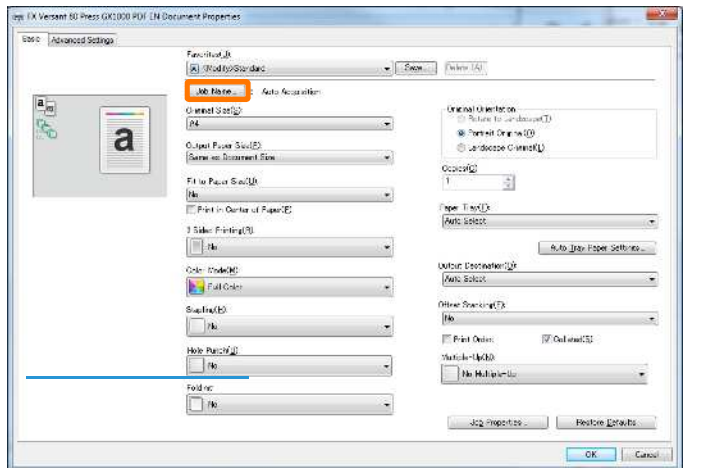 FX Versant 80 Press GX1000 PDF EN Document Properties
Basic
Advanced Settings
Favorites(J):
<Modify>Standard
Save...
Delete (A)
Job Name...
: Auto Acquisition
Original Size(S):
A4
Output Paper Size(Z):
Same as Document Size
Fit to Paper Size(U):
No
Print in Center of Paper(E)
2 Sided Printing(R):
No
Color Mode(M):
Full Color
Stapling(H):
No
Hole Punch(J):
No
Folding:
No
Original Orientation
Rotate to Landscape(T)
Portrait Original(O)
Landscape Original(L)
Copies(C):
1
Paper Tray(I):
Auto Select
Auto Tray Paper Settings...
Output Destination(U):
Auto Select
Offset Stacking(F):
No
Print Order:
Collated(S)
Multiple-Up(N):
No Multiple-Up
Job Properties...
Restore Defaults
OK
Cancel
a
a